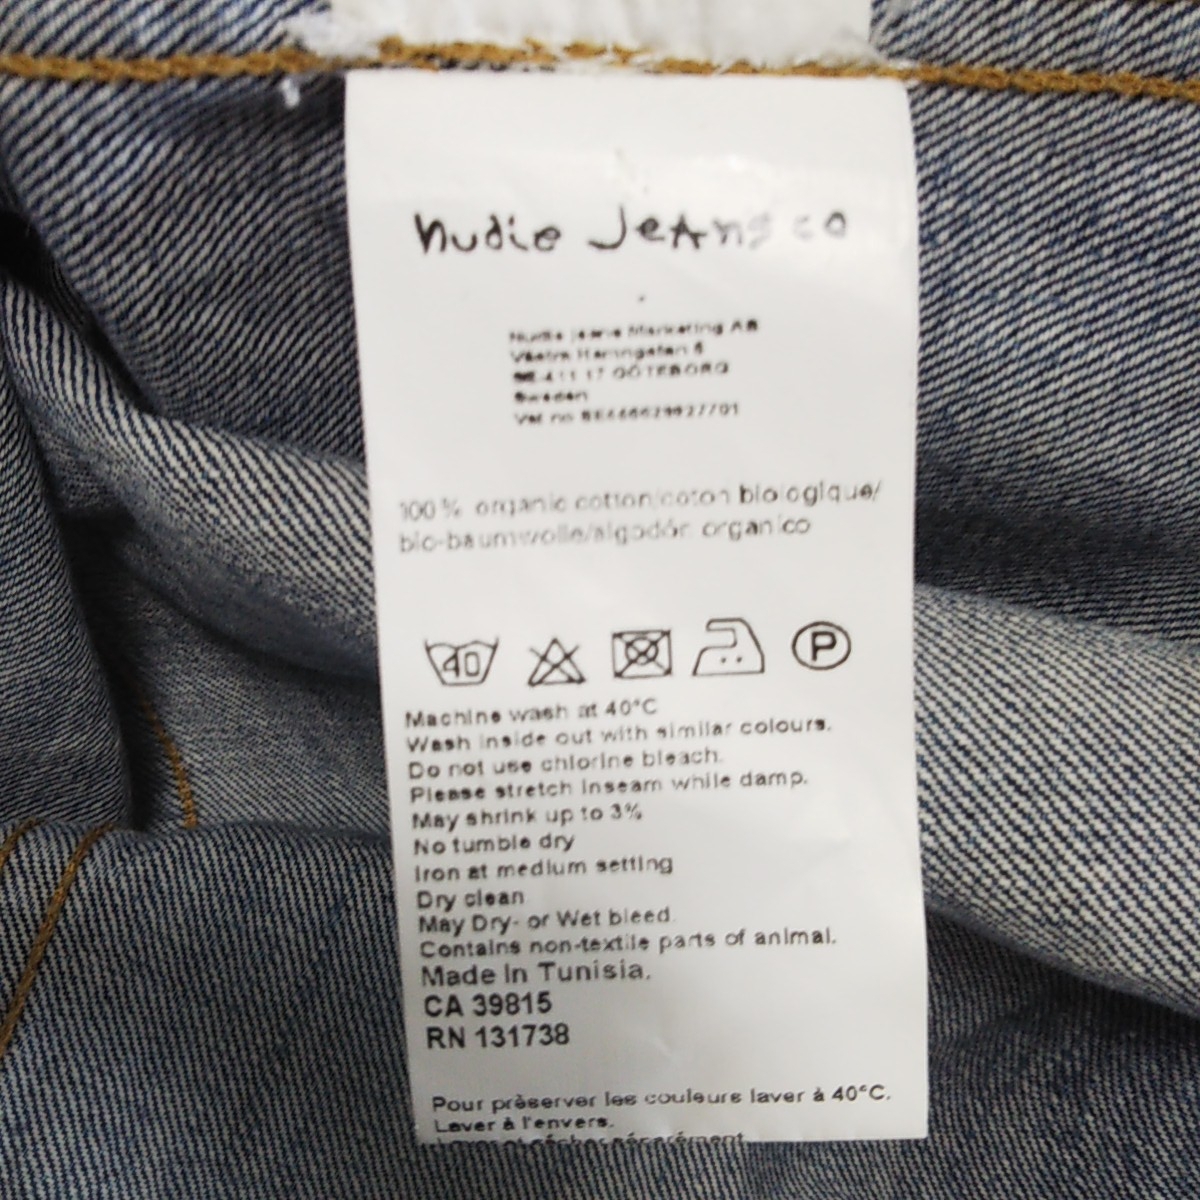 nudie Jeans co
Nudie Jeans Marketing AB
Västra Hamngatan 6
SE-411 17 GÖTEBORG
Sweden
Vat no
100% organic cotton/coton biologique/
bio-baumwolle/algodón organico
40 P
Machine wash at 40°C
Wash inside out with similar colours.
Do not use chlorine bleach.
Please stretch inseam while damp.
May shrink up to 3%
No tumble dry
Iron at medium setting
Dry clean
May Dry- or Wet bleed.
Contains non-textile parts of animal.
Made in Tunisia.
CA 39815
RN 131738
Pour prèserver les couleurs laver à 40°C.
Laver à l'envers.